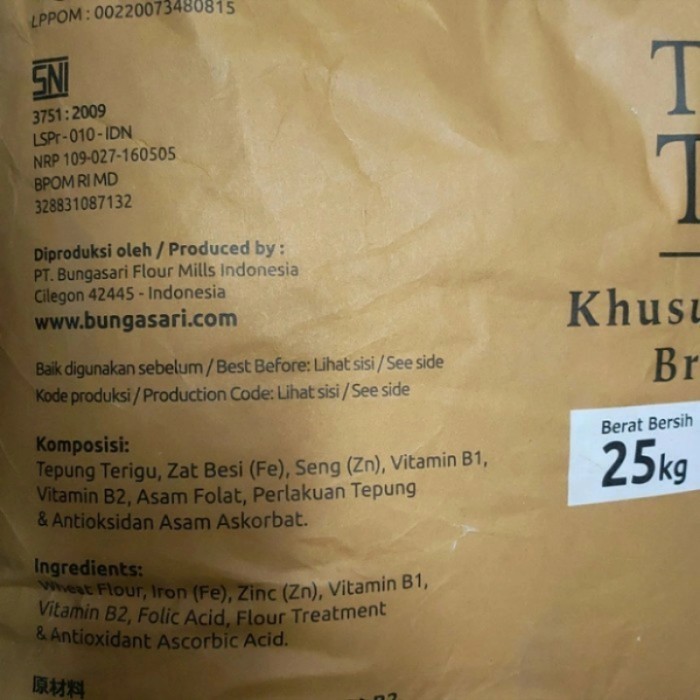 LPPOM : 00220073480815
SNI
3751 : 2009
LSPr - 010 - IDN
NRP 109-027-160505
BPOM RI MD
328831087132
Diproduksi oleh / Produced by :
PT. Bungasari Flour Mills Indonesia
Cilegon 42445 - Indonesia
www.bungasari.com
Baik digunakan sebelum / Best Before: Lihat sisi / See side
Kode produksi / Production Code: Lihat sisi / See side
Komposisi:
Tepung Terigu, Zat Besi (Fe), Seng (Zn), Vitamin B1,
Vitamin B2, Asam Folat, Perlakuan Tepung
& Antioksidan Asam Askorbat.
Ingredients:
Wheat Flour, Iron (Fe), Zinc (Zn), Vitamin B1,
Vitamin B2, Folic Acid, Flour Treatment
& Antioxidant Ascorbic Acid.
原材料
T
T
Khusu
Br
Berat Bersih
25kg